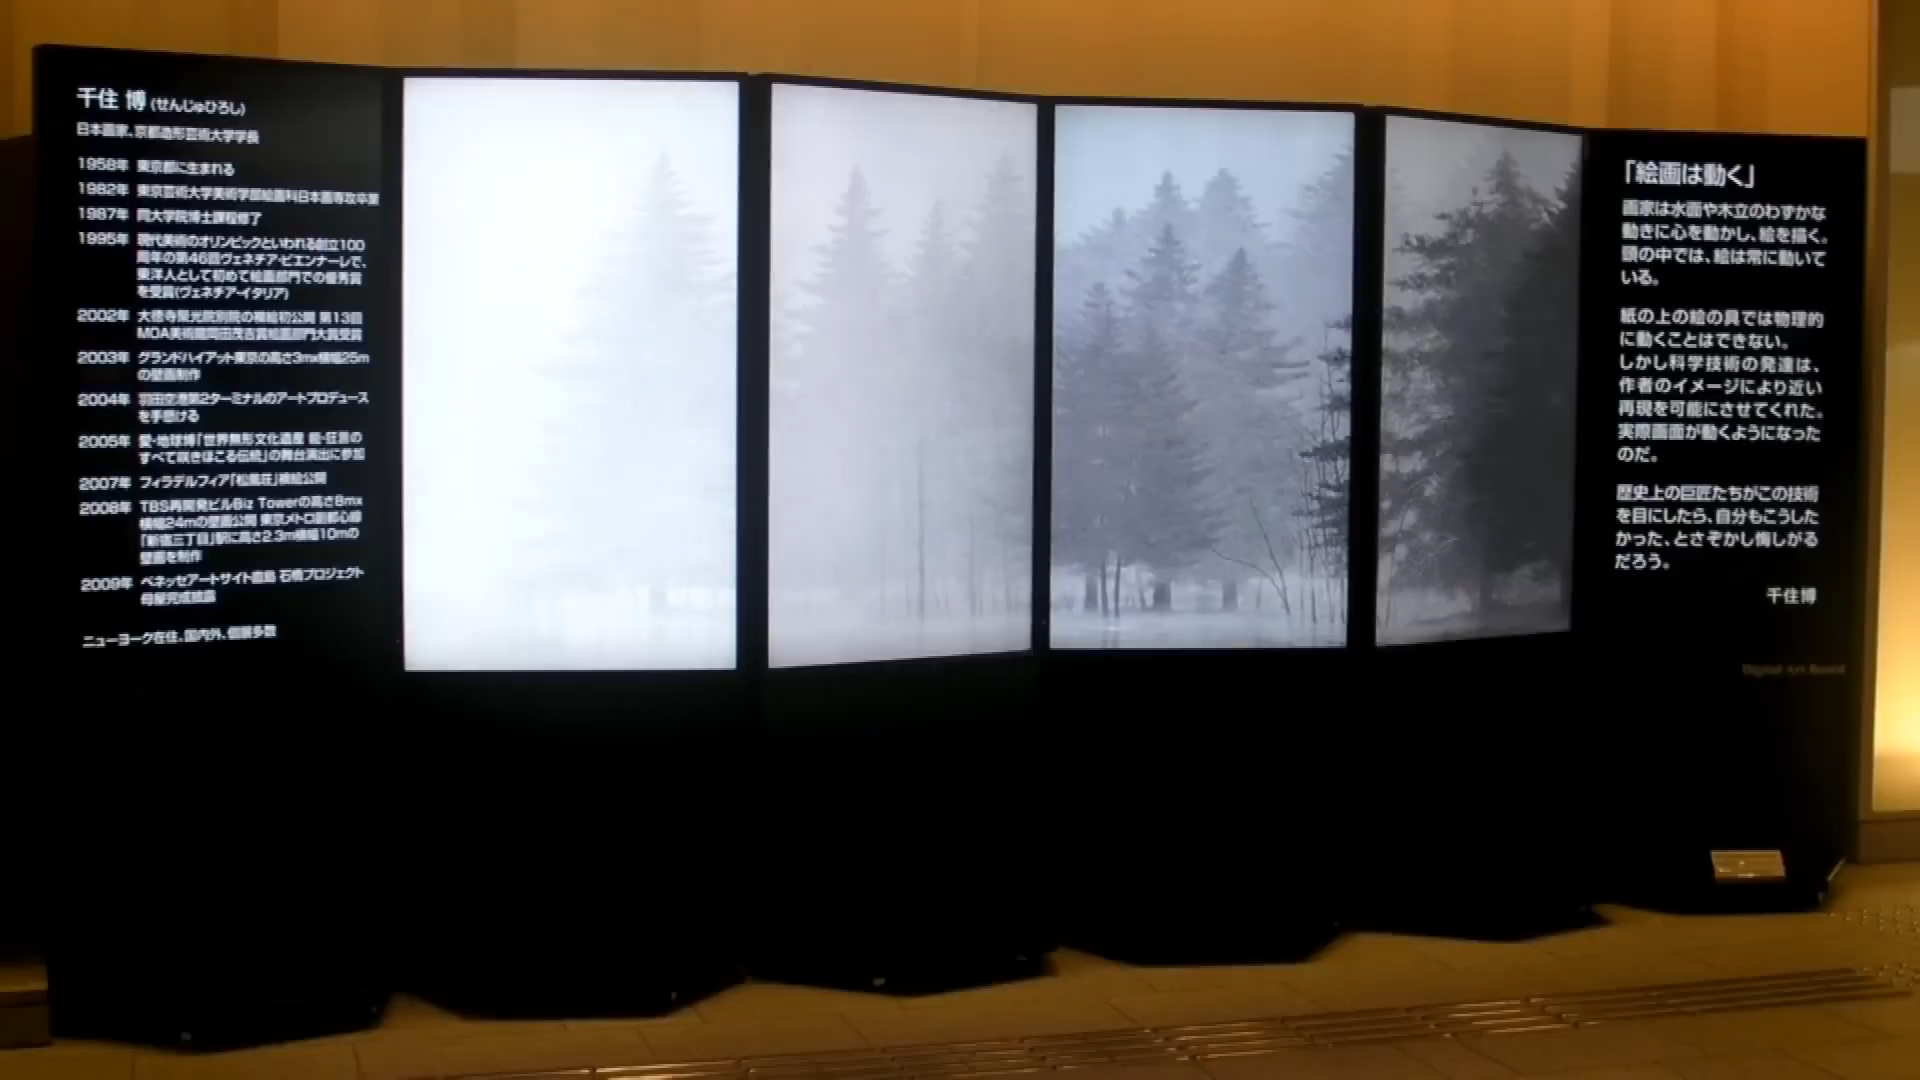 千住 博(せんじゅひろし)
日本画家、京都造形芸術大学学長
1958年 東京都に生まれる
1982年 東京芸術大学美術学部絵画科日本画専攻卒業
1987年 同大学院博士課程修了
1995年 現代美術のオリンピックといわれる創立100
周年の第46回ヴェネチア・ビエンナーレで、
東洋人として初めて絵画部門での優秀賞
を受賞(ヴェネチア・イタリア)
2002年 大徳寺聚光院別院の襖絵初公開 第13回
MOA美術館岡田茂吉賞絵画部門大賞受賞
2003年 グランドハイアット東京の高さ3mx横幅25m
の壁画制作
2004年 羽田空港第2ターミナルのアートプロデュース
を手懸ける
2005年 愛・地球博「世界無形文化遺産 能・狂言の
すべて咲きほこる伝統」の舞台演出に参加
2007年 フィラデルフィア「松風荘」襖絵公開
2008年 TBS再開発ビルBiz Towerの高さ8mx
横幅24mの壁画公開 東京メトロ副都心線
「新宿三丁目」駅に高さ2.3m横幅10mの
壁画を制作
2009年 ベネッセアートサイト直島 石橋プロジェクト
母屋完成披露
ニューヨーク在住、国内外、個展多数
「絵画は動く」
画家は水面や木立のわずかな
動きに心を動かし、絵を描く。
頭の中では、絵は常に動いて
いる。
紙の上の絵の具では物理的
に動くことはできない。
しかし科学技術の発達は、
作者のイメージにより近い
再現を可能にさせてくれた。
実際画面が動くようになった
のだ。
歴史上の巨匠たちがこの技術
を目にしたら、自分もこうした
かった、とさぞかし悔しがる
だろう。
千住博